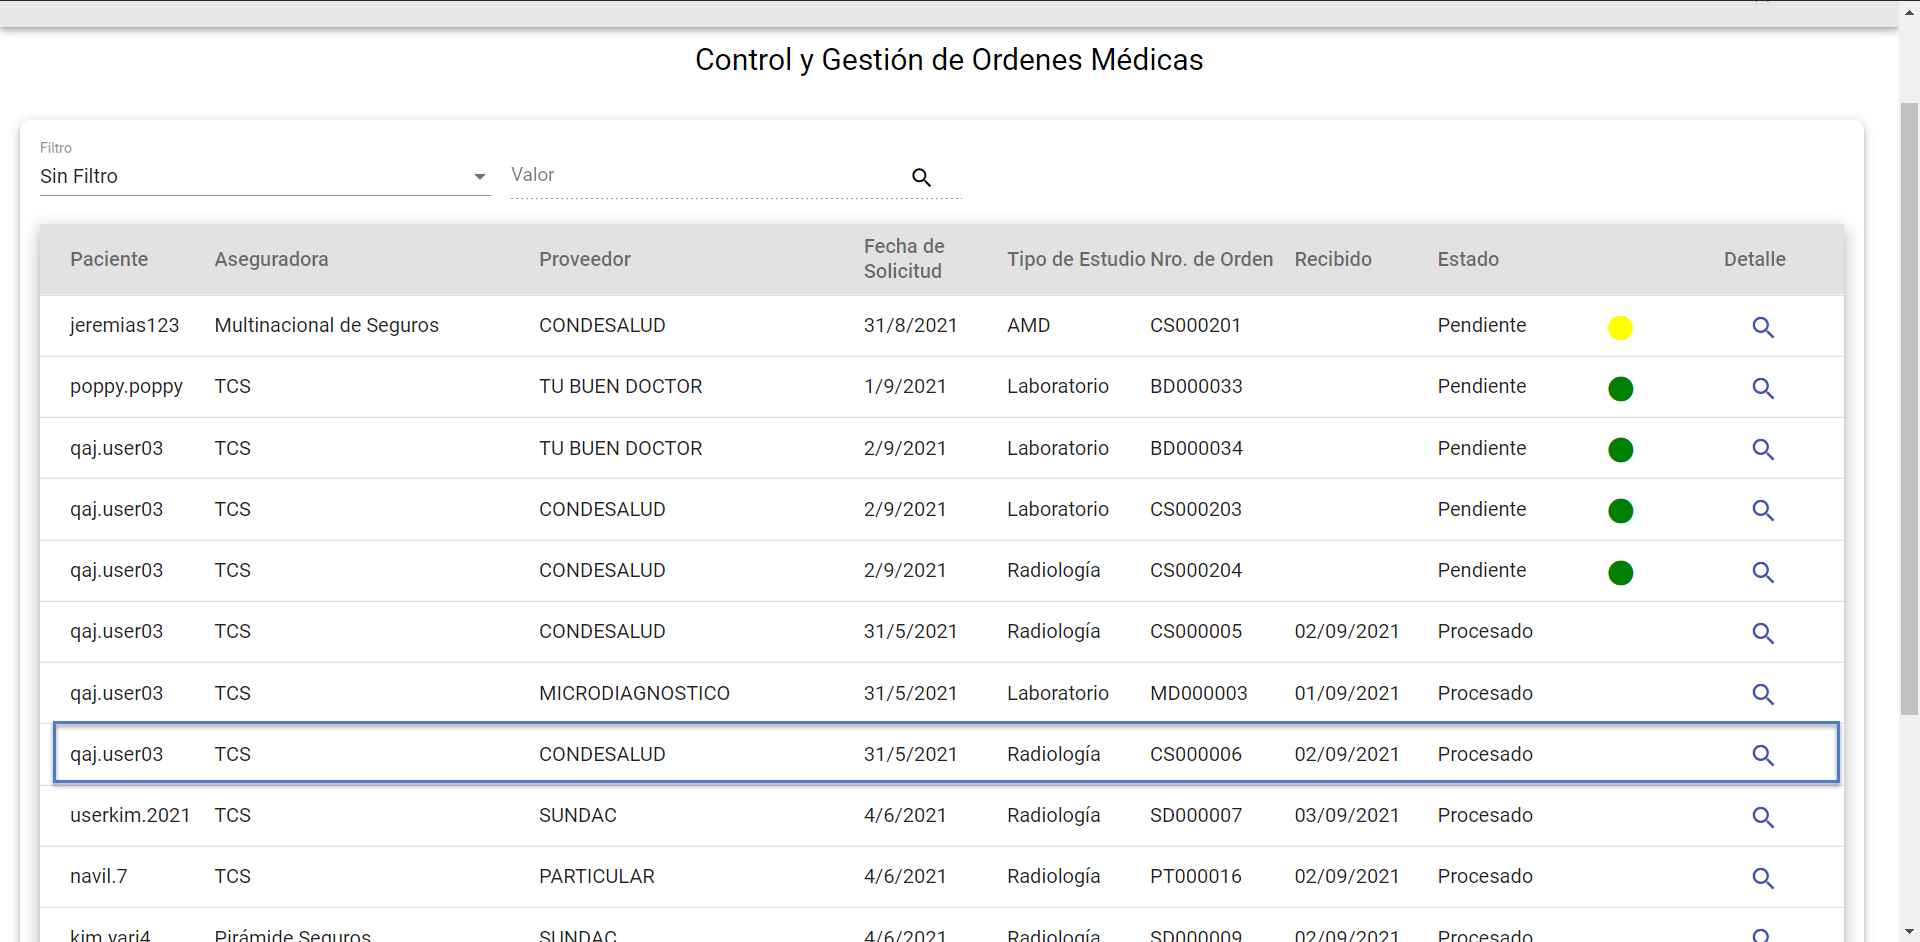 Control y Gestión de Ordenes Médicas
Filtro
Sin Filtro
Valor
Paciente Aseguradora Proveedor Fecha de Solicitud Tipo de Estudio Nro. de Orden Recibido Estado Detalle
jeremias123 Multinacional de Seguros CONDESALUD 31/8/2021 AMD CS000201 Pendiente
poppy.poppy TCS TU BUEN DOCTOR 1/9/2021 Laboratorio BD000033 Pendiente
qaj.user03 TCS TU BUEN DOCTOR 2/9/2021 Laboratorio BD000034 Pendiente
qaj.user03 TCS CONDESALUD 2/9/2021 Laboratorio CS000203 Pendiente
qaj.user03 TCS CONDESALUD 2/9/2021 Radiología CS000204 Pendiente
qaj.user03 TCS CONDESALUD 31/5/2021 Radiología CS000005 02/09/2021 Procesado
qaj.user03 TCS MICRODIAGNOSTICO 31/5/2021 Laboratorio MD000003 01/09/2021 Procesado
qaj.user03 TCS CONDESALUD 31/5/2021 Radiología CS000006 02/09/2021 Procesado
userkim.2021 TCS SUNDAC 4/6/2021 Radiología SD000007 03/09/2021 Procesado
navil.7 TCS PARTICULAR 4/6/2021 Radiología PT000016 02/09/2021 Procesado
kim.yari4 Pirámide Seguros SUNDAC 4/6/2021 Radiología SD000009 02/09/2021 Procesado